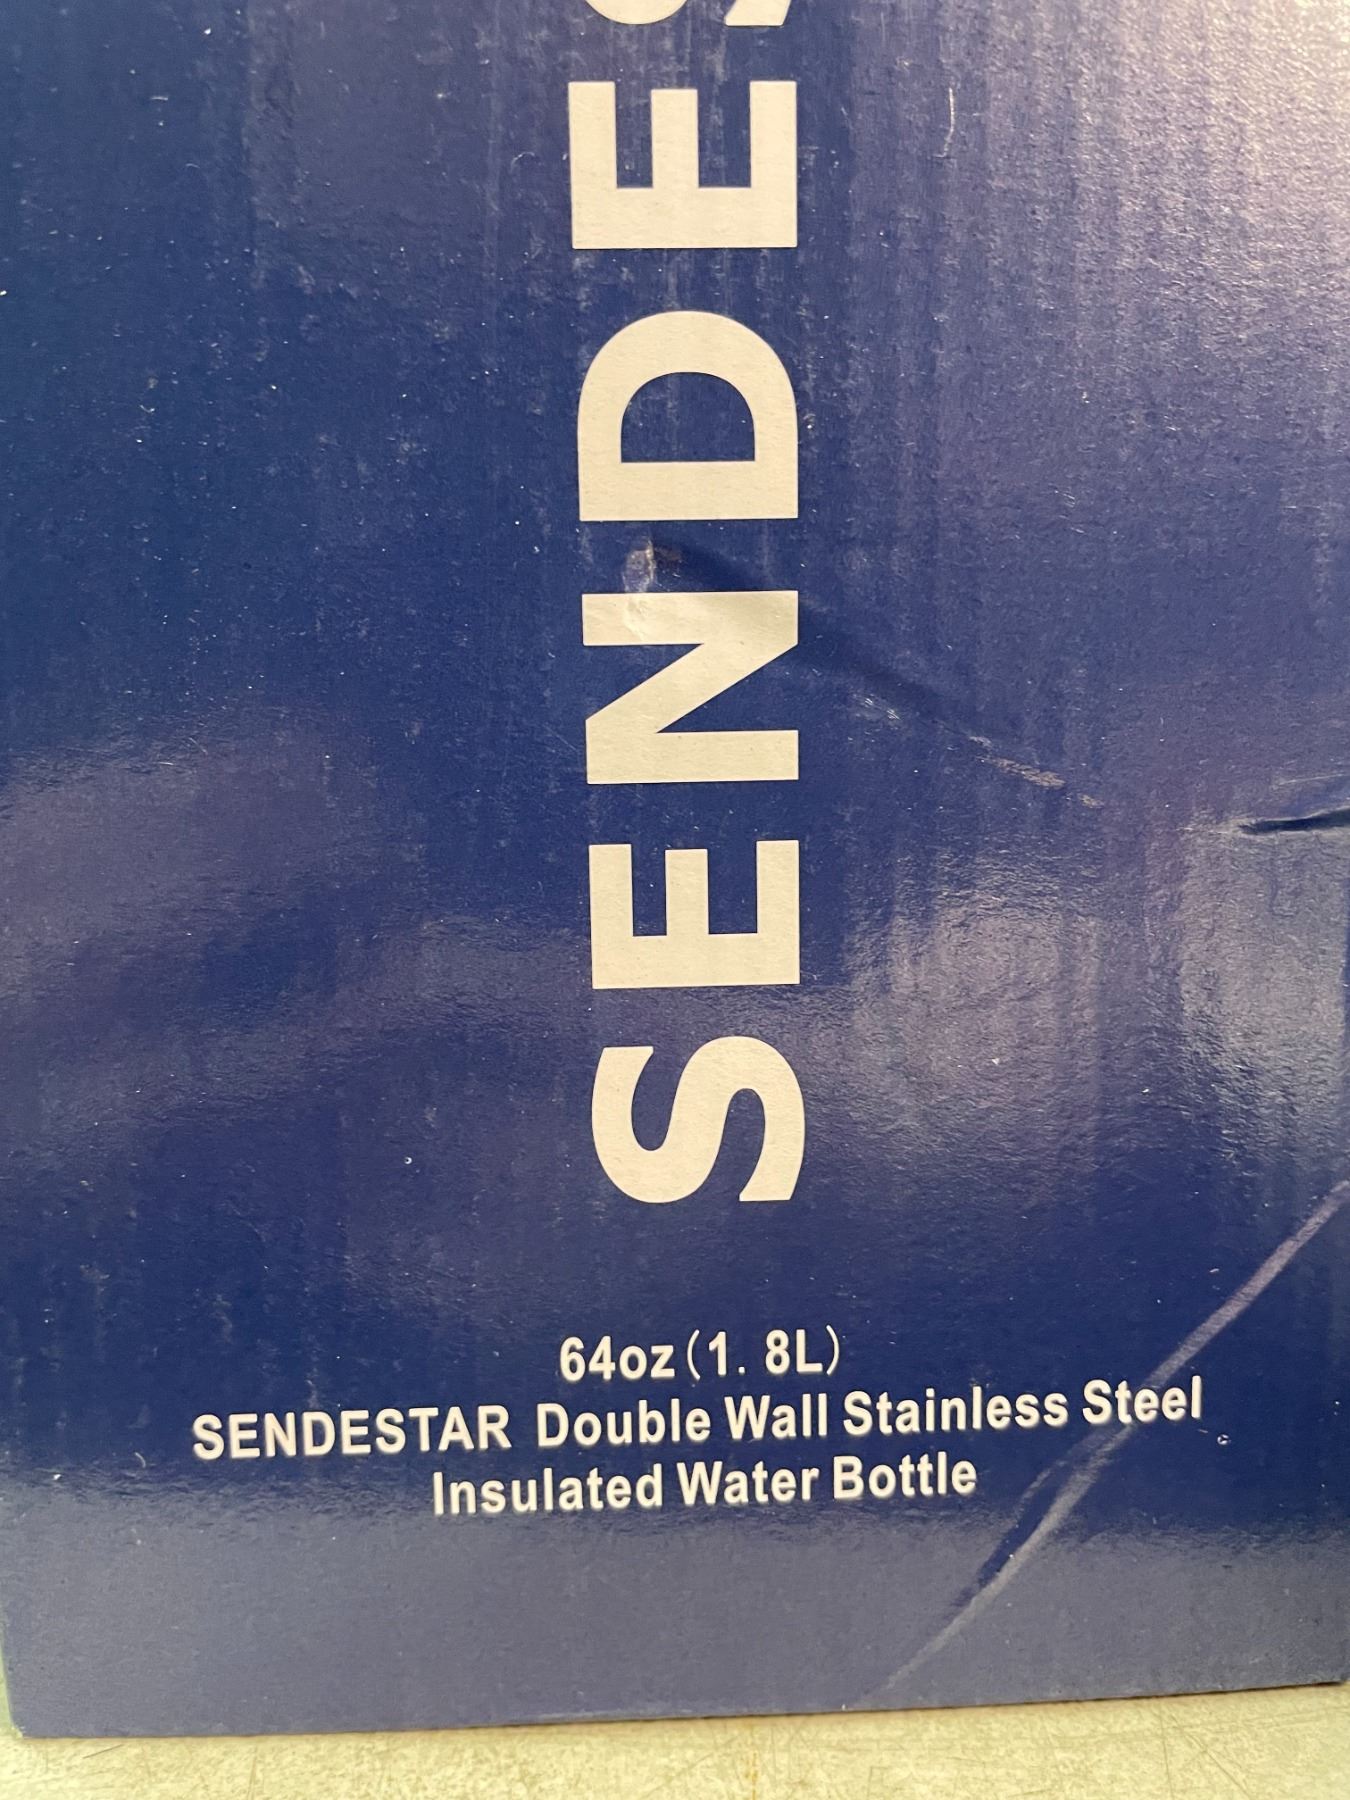 SENDES
64oz(1. 8L)
SENDESTAR Double Wall Stainless Steel
Insulated Water Bottle